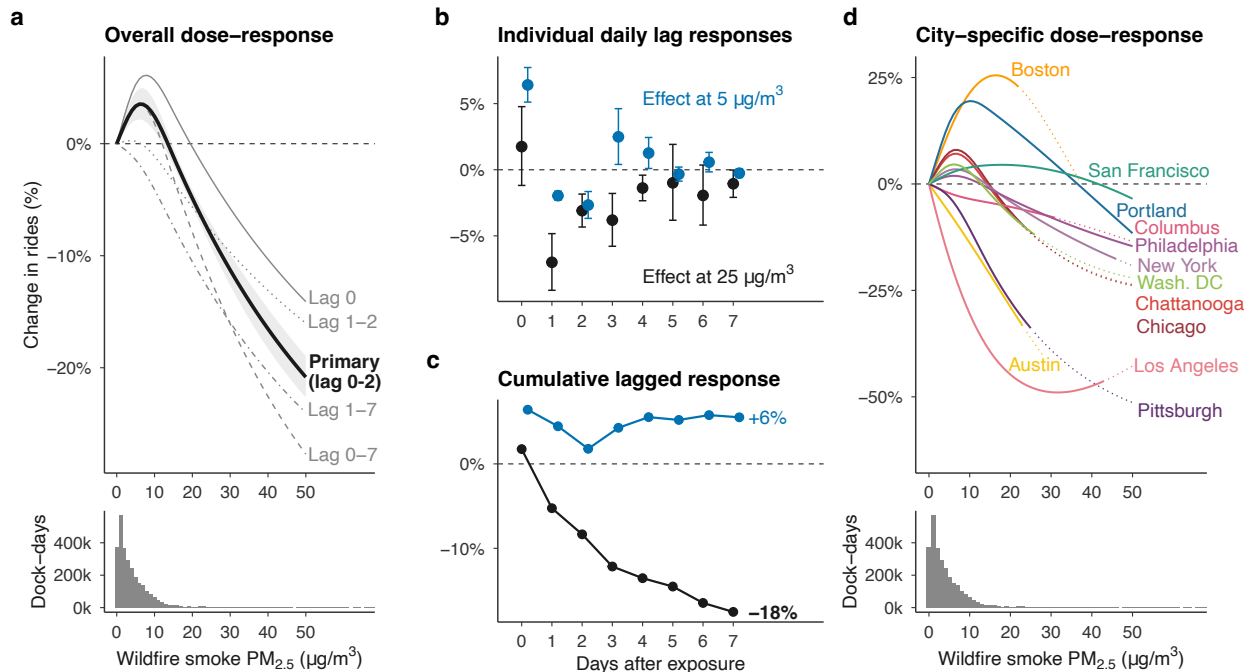 a
Overall dose–response
0%
−10%
−20%
Change in rides (%)
Lag 0
Lag 1−2
Primary
(lag 0-2)
Lag 1−7
Lag 0−7
0 10 20 30 40 50
400k
200k
0k
Dock−days
0 10 20 30 40 50
Wildfire smoke PM2.5 (µg/m³)
b
Individual daily lag responses
5%
0%
−5%
Effect at 5 µg/m³
Effect at 25 µg/m³
0 1 2 3 4 5 6 7
c
Cumulative lagged response
0%
−10%
+6%
−18%
0 1 2 3 4 5 6 7
Days after exposure
d
City–specific dose–response
25%
0%
−25%
−50%
Boston
San Francisco
Portland
Columbus
Philadelphia
New York
Wash. DC
Chattanooga
Chicago
Austin
Los Angeles
Pittsburgh
0 10 20 30 40 50
400k
200k
0k
Dock−days
0 10 20 30 40 50
Wildfire smoke PM2.5 (µg/m³)